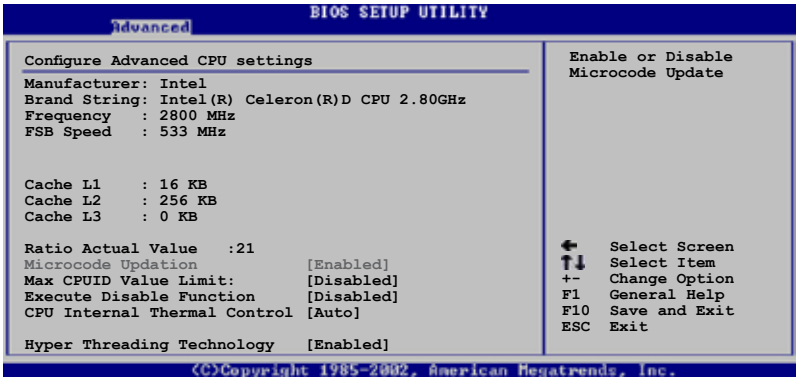 BIOS SETUP UTILITY
Advanced
Configure Advanced CPU settings
Manufacturer: Intel
Brand String: Intel(R) Celeron(R)D CPU 2.80GHz
Frequency : 2800 MHz
FSB Speed : 533 MHz
Cache L1 : 16 KB
Cache L2 : 256 KB
Cache L3 : 0 KB
Ratio Actual Value :21
Microcode Updation [Enabled]
Max CPUID Value Limit: [Disabled]
Execute Disable Function [Disabled]
CPU Internal Thermal Control [Auto]
Hyper Threading Technology [Enabled]
Enable or Disable
Microcode Update
← Select Screen
↑↓ Select Item
+- Change Option
F1 General Help
F10 Save and Exit
ESC Exit
(C)Copyright 1985-2002, American Megatrends, Inc.